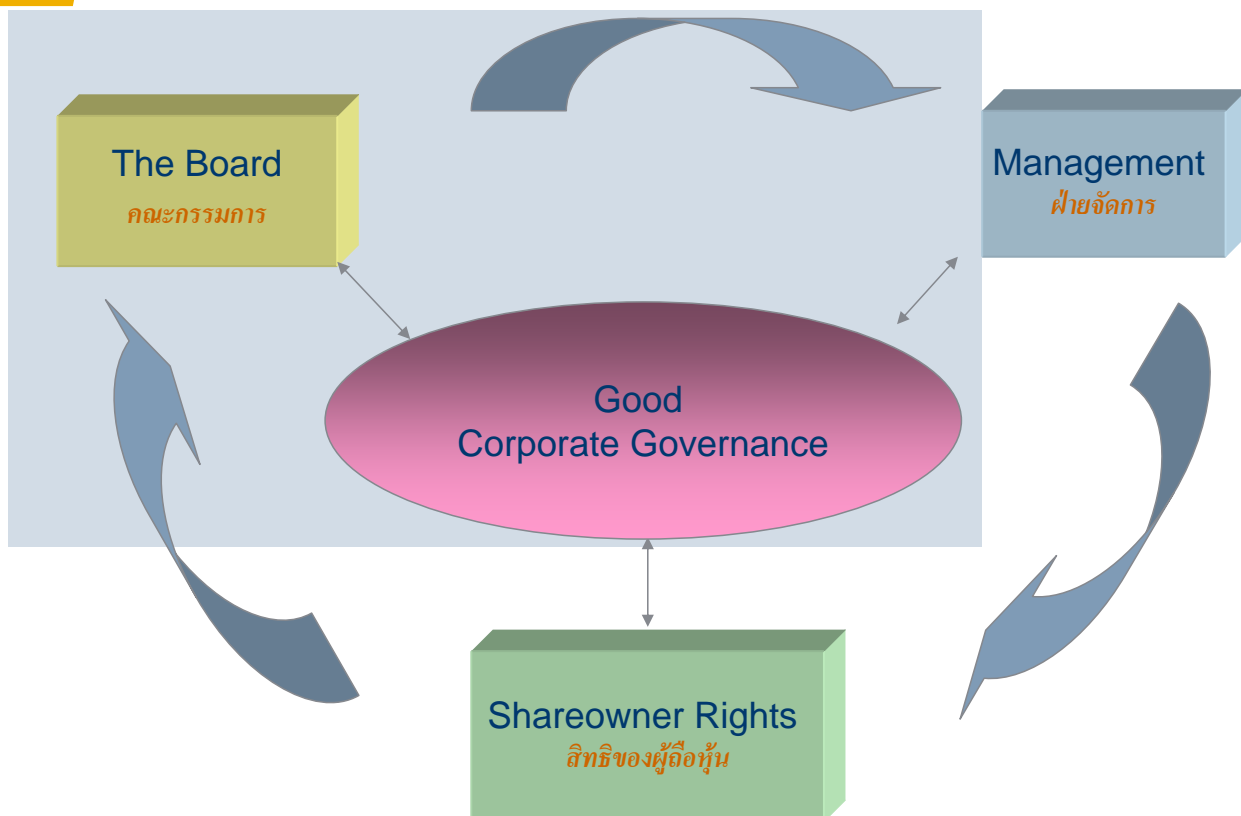 The Board
คณะกรรมการ
Management
ฝ่ายจัดการ
Good
Corporate Governance
Shareowner Rights
สิทธิของผู้ถือหุ้น